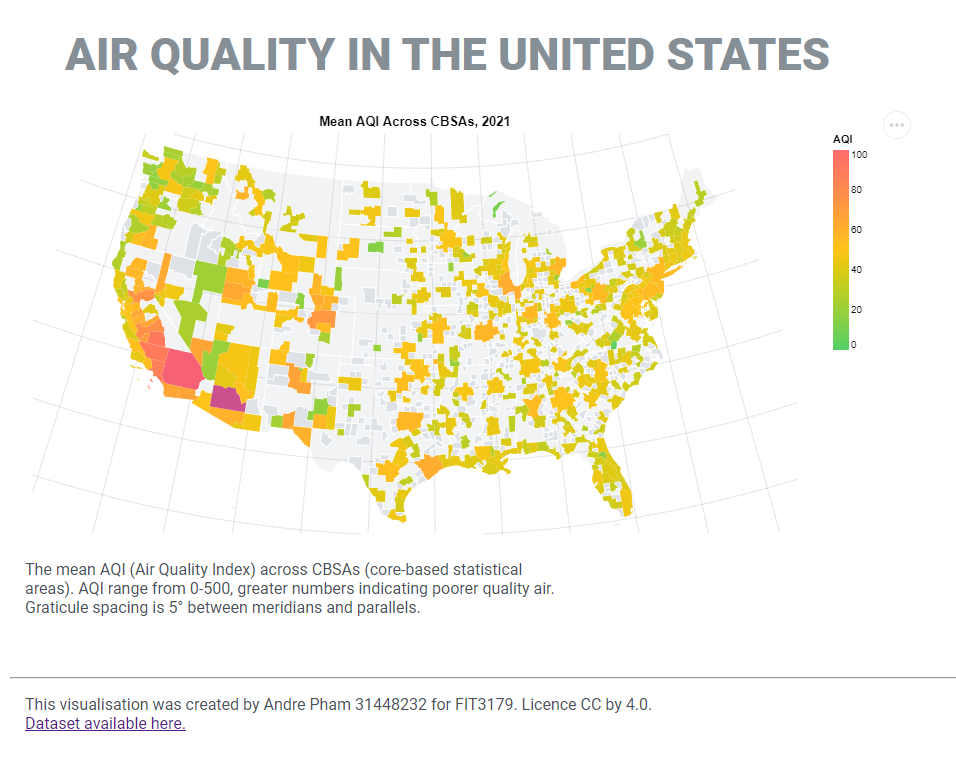 AIR QUALITY IN THE UNITED STATES
Mean AQI Across CBSAs, 2021
AQI
100
80
60
40
20
0
The mean AQI (Air Quality Index) across CBSAs (core-based statistical
areas). AQI range from 0-500, greater numbers indicating poorer quality air.
Graticule spacing is 5° between meridians and parallels.
This visualisation was created by Andre Pham 31448232 for FIT3179. Licence CC by 4.0.
Dataset available here.